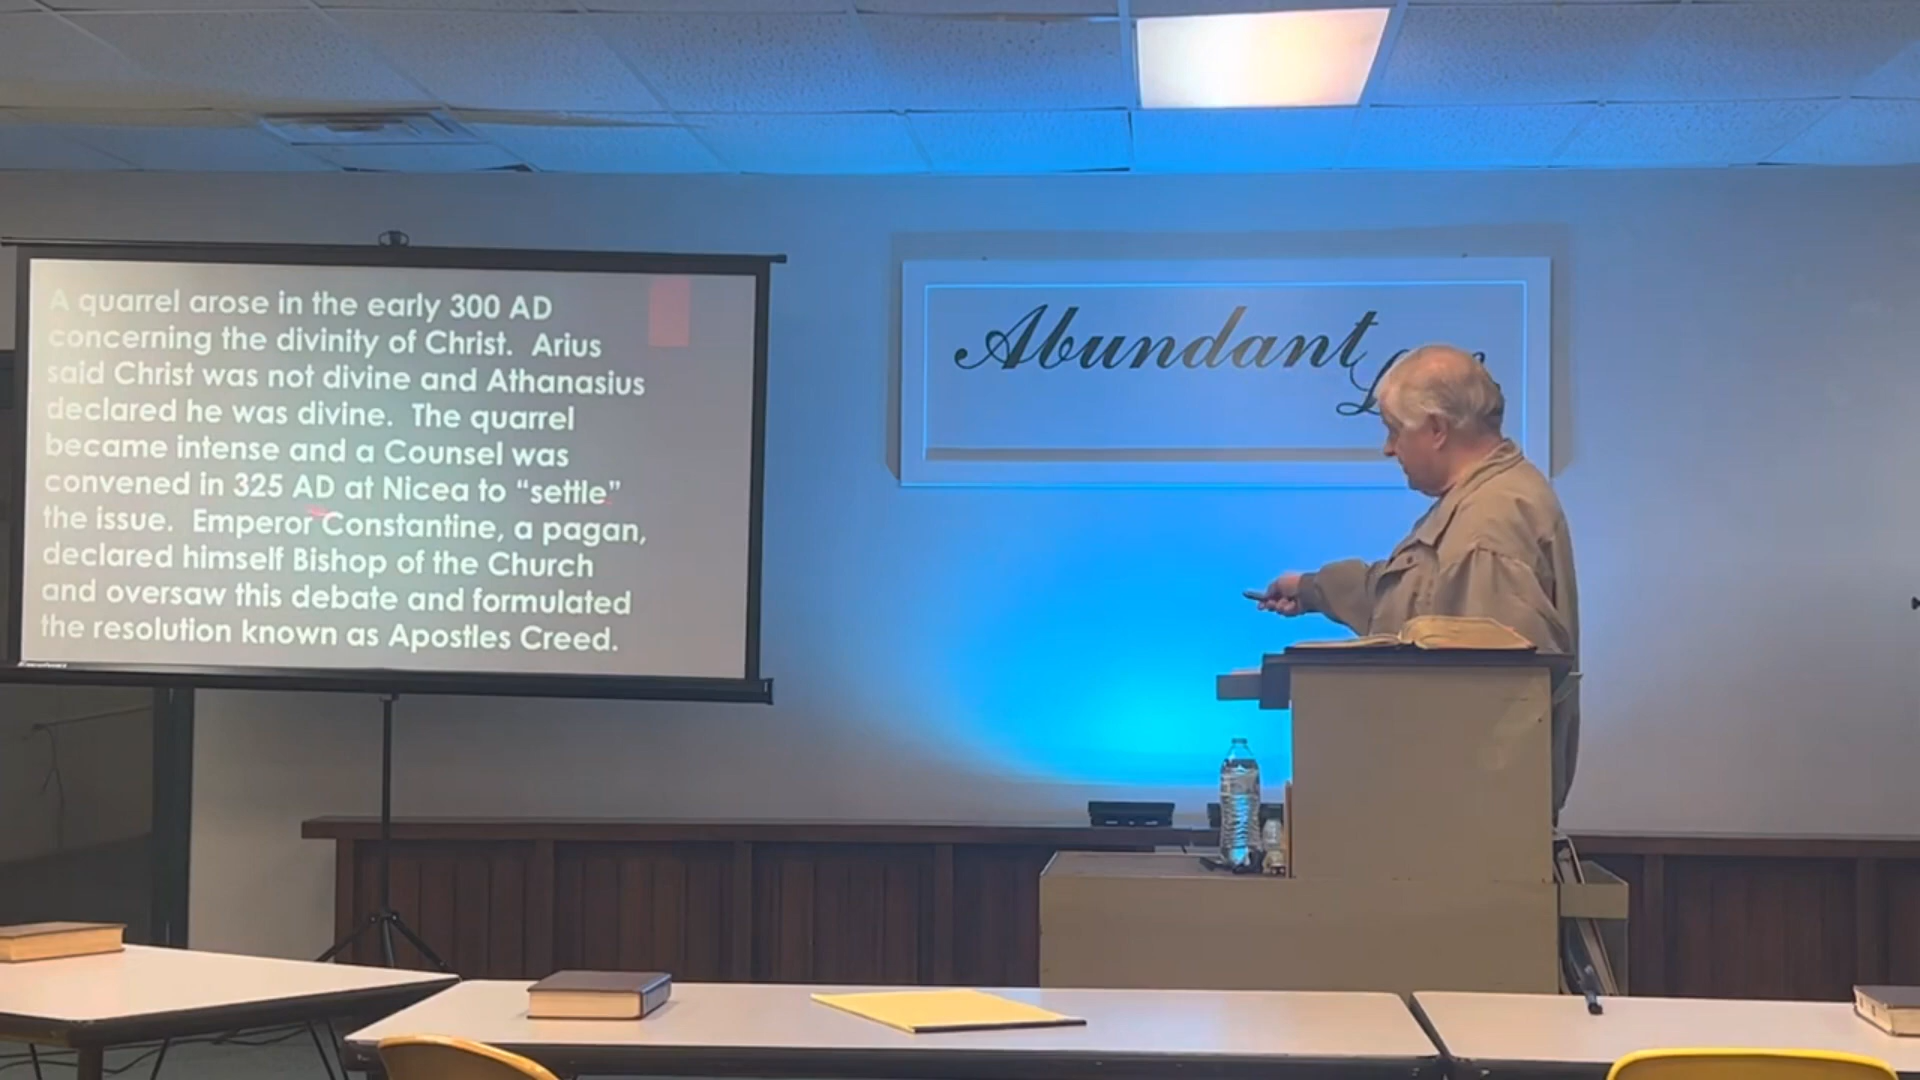 A quarrel arose in the early 300 AD
concerning the divinity of Christ. Arius
said Christ was not divine and Athanasius
declared he was divine. The quarrel
became intense and a Counsel was
convened in 325 AD at Nicea to “settle”
the issue. Emperor Constantine, a pagan,
declared himself Bishop of the Church
and oversaw this debate and formulated
the resolution known as Apostles Creed.
Abundant